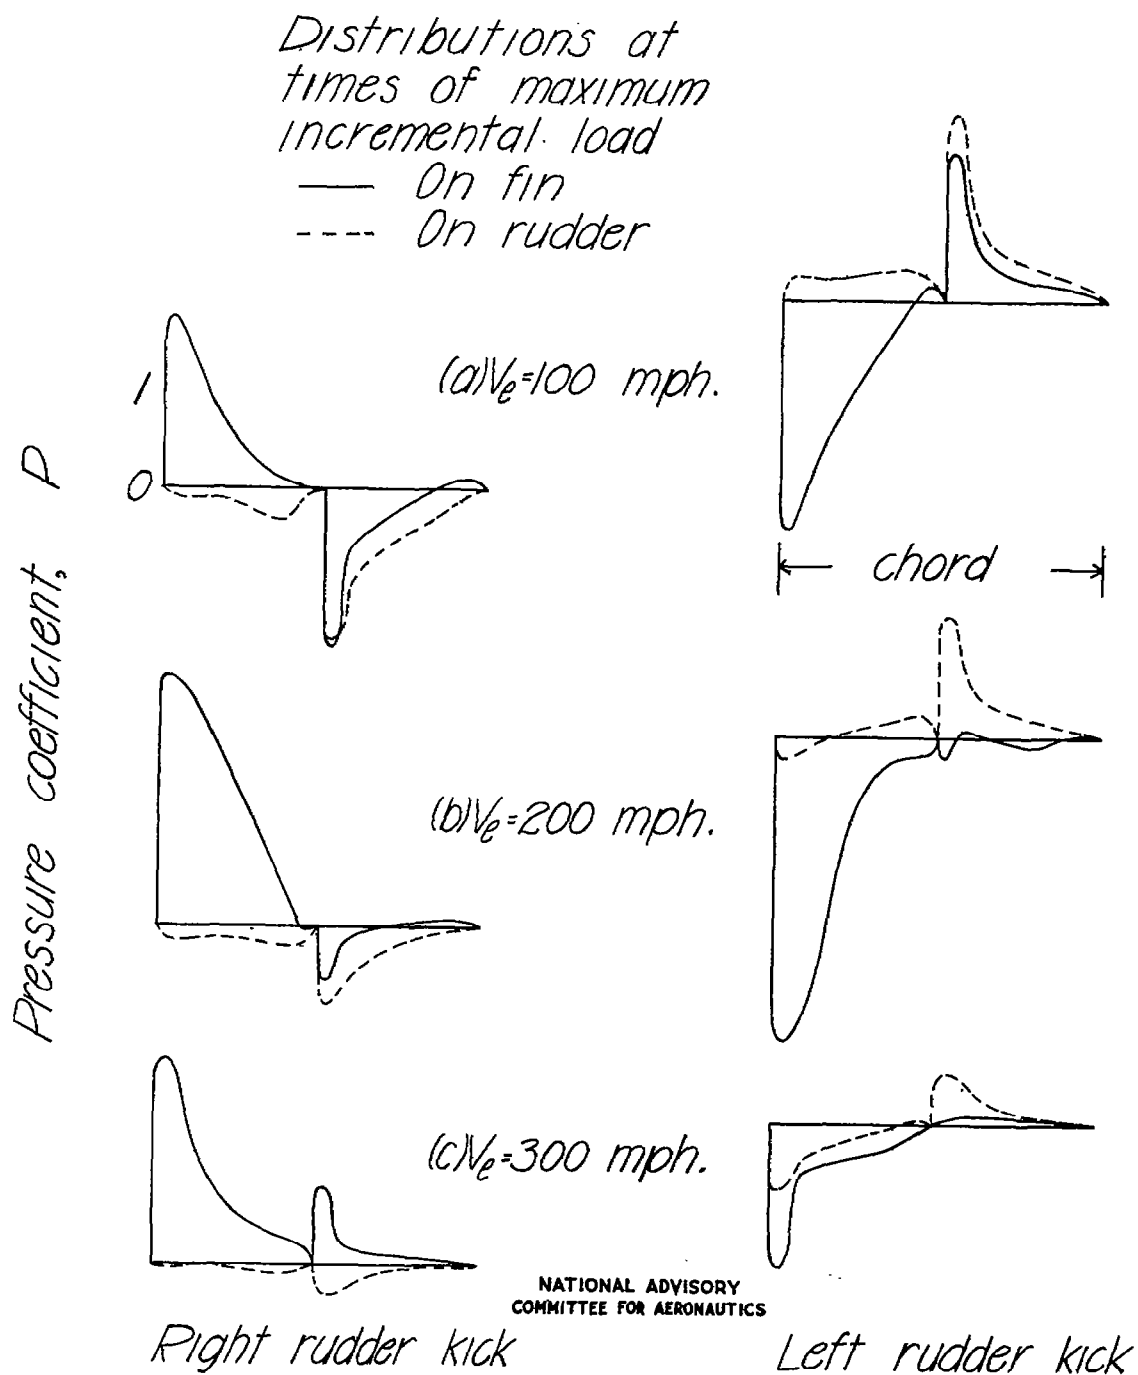 Distributions at
times of maximum
incremental load
On fin
On rudder
1
0
Pressure coefficient, P
(a)Ve=100 mph.
chord
(b)Ve=200 mph.
(c)Ve=300 mph.
NATIONAL ADVISORY
COMMITTEE FOR AERONAUTICS
Right rudder kick
Left rudder kick